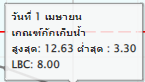 วันที่ 1 เมษายน
เกณฑ์กักเก็บน้ำ
สูงสุด: 12.63 ต่ำสุด : 3.30
LBC: 8.00